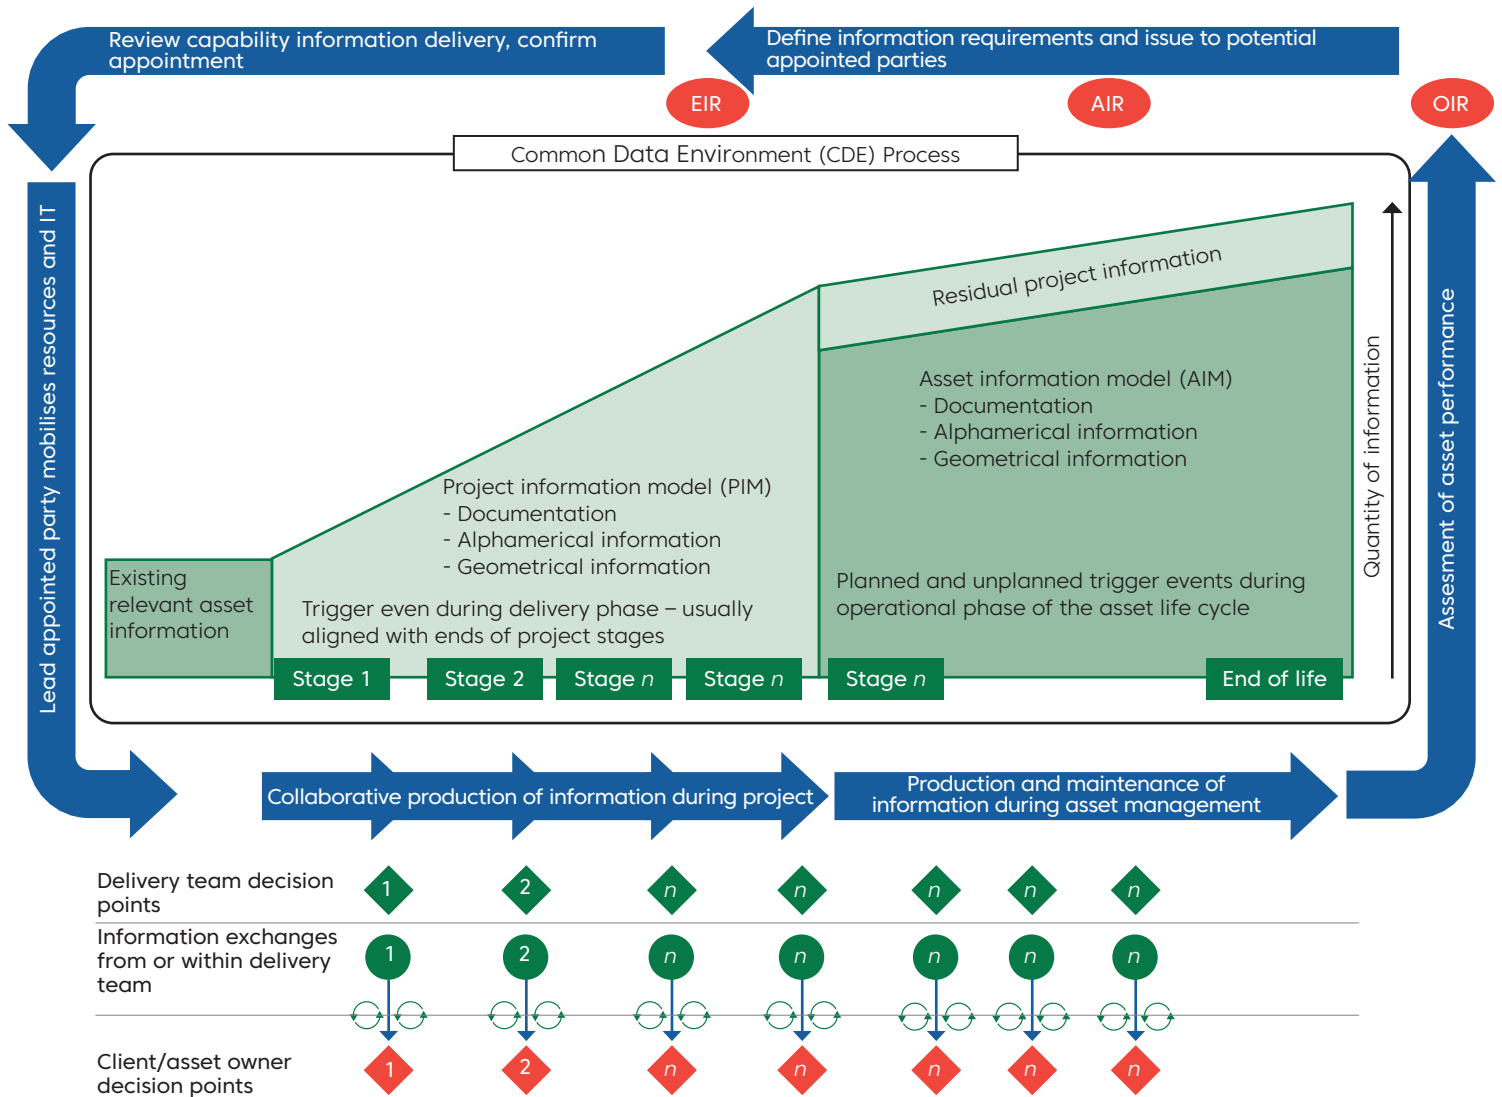 Review capability information delivery, confirm
appointment
Define information requirements and issue to potential
appointed parties
EIR
AIR
OIR
Common Data Environment (CDE) Process
Lead appointed party mobilises resources and IT
Residual project information
Asset information model (AIM)
- Documentation
- Alphamerical information
- Geometrical information
Project information model (PIM)
- Documentation
- Alphamerical information
- Geometrical information
Existing
relevant asset
information
Trigger even during delivery phase – usually
aligned with ends of project stages
Planned and unplanned trigger events during
operational phase of the asset life cycle
Quantity of information
Assesment of asset performance
Stage 1
Stage 2
Stage n
Stage n
Stage n
End of life
Collaborative production of information during project
Production and maintenance of
information during asset management
Delivery team decision
points
1
2
n
n
n
n
n
Information exchanges
from or within delivery
team
1
2
n
n
n
n
n
Client/asset owner
decision points
1
2
n
n
n
n
n